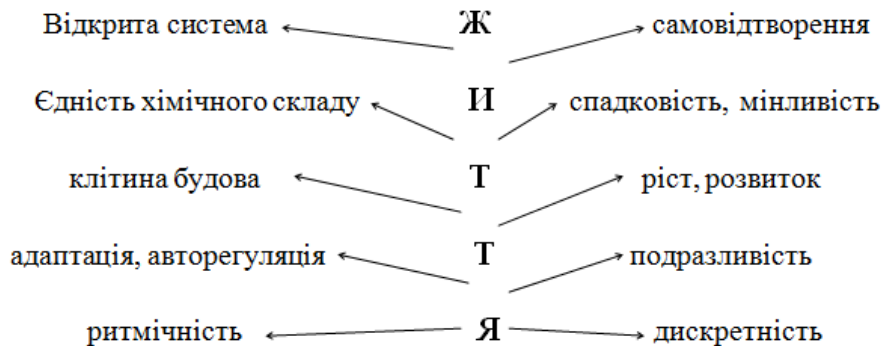 Відкрита система Ж самовідтворення
Єдність хімічного складу И спадковість, мінливість
клітина будова Т ріст, розвиток
адаптація, авторегуляція Т подразливість
ритмічність Я дискретність